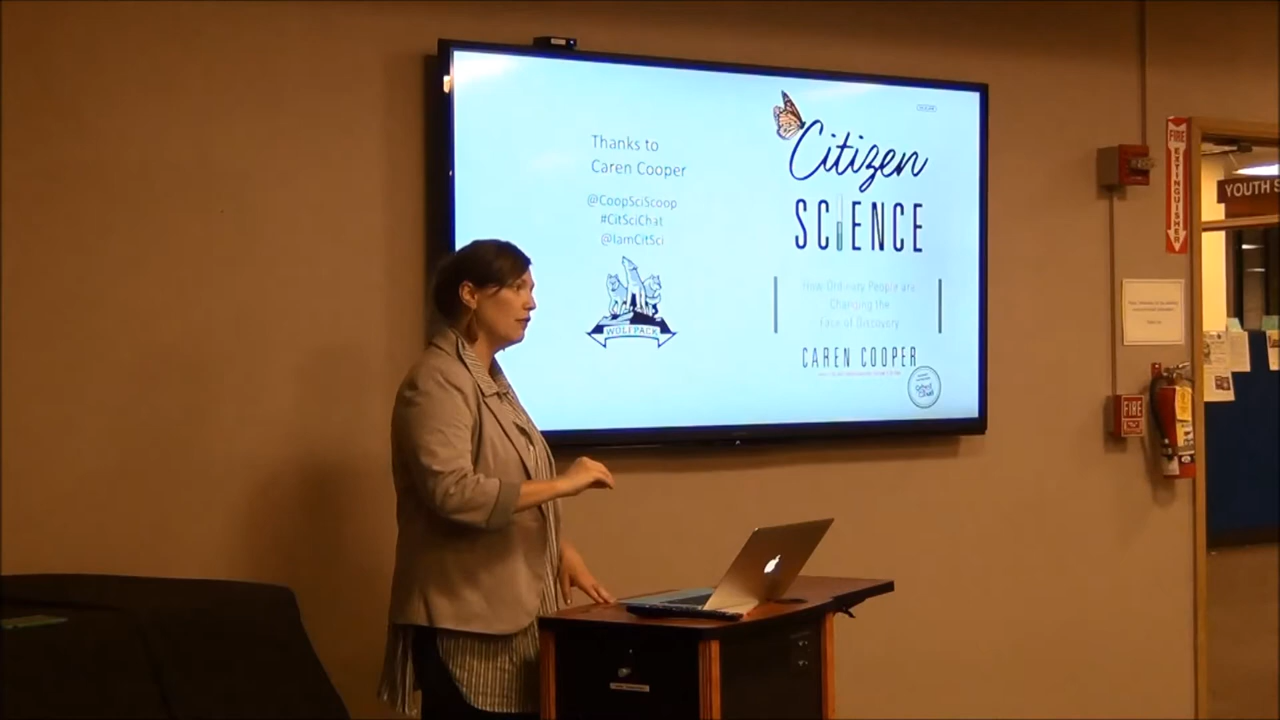 Thanks to
Caren Cooper
@CoopSciScoop
#CitSciChat
@IamCitSci
WOLFPACK
Citizen
SCIENCE
How Ordinary People are
Changing the
Face of Discovery
CAREN COOPER
FIRE
EXTINGUISHER
YOUTH S
FIRE